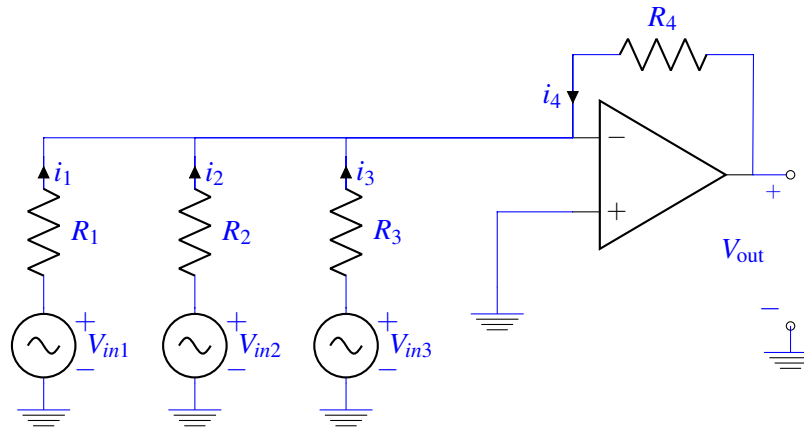 R4
i4
−
i1 i2 i3
+
+
R1 R2 R3
Vout
+ + +
−
Vin1 Vin2 Vin3
− − −